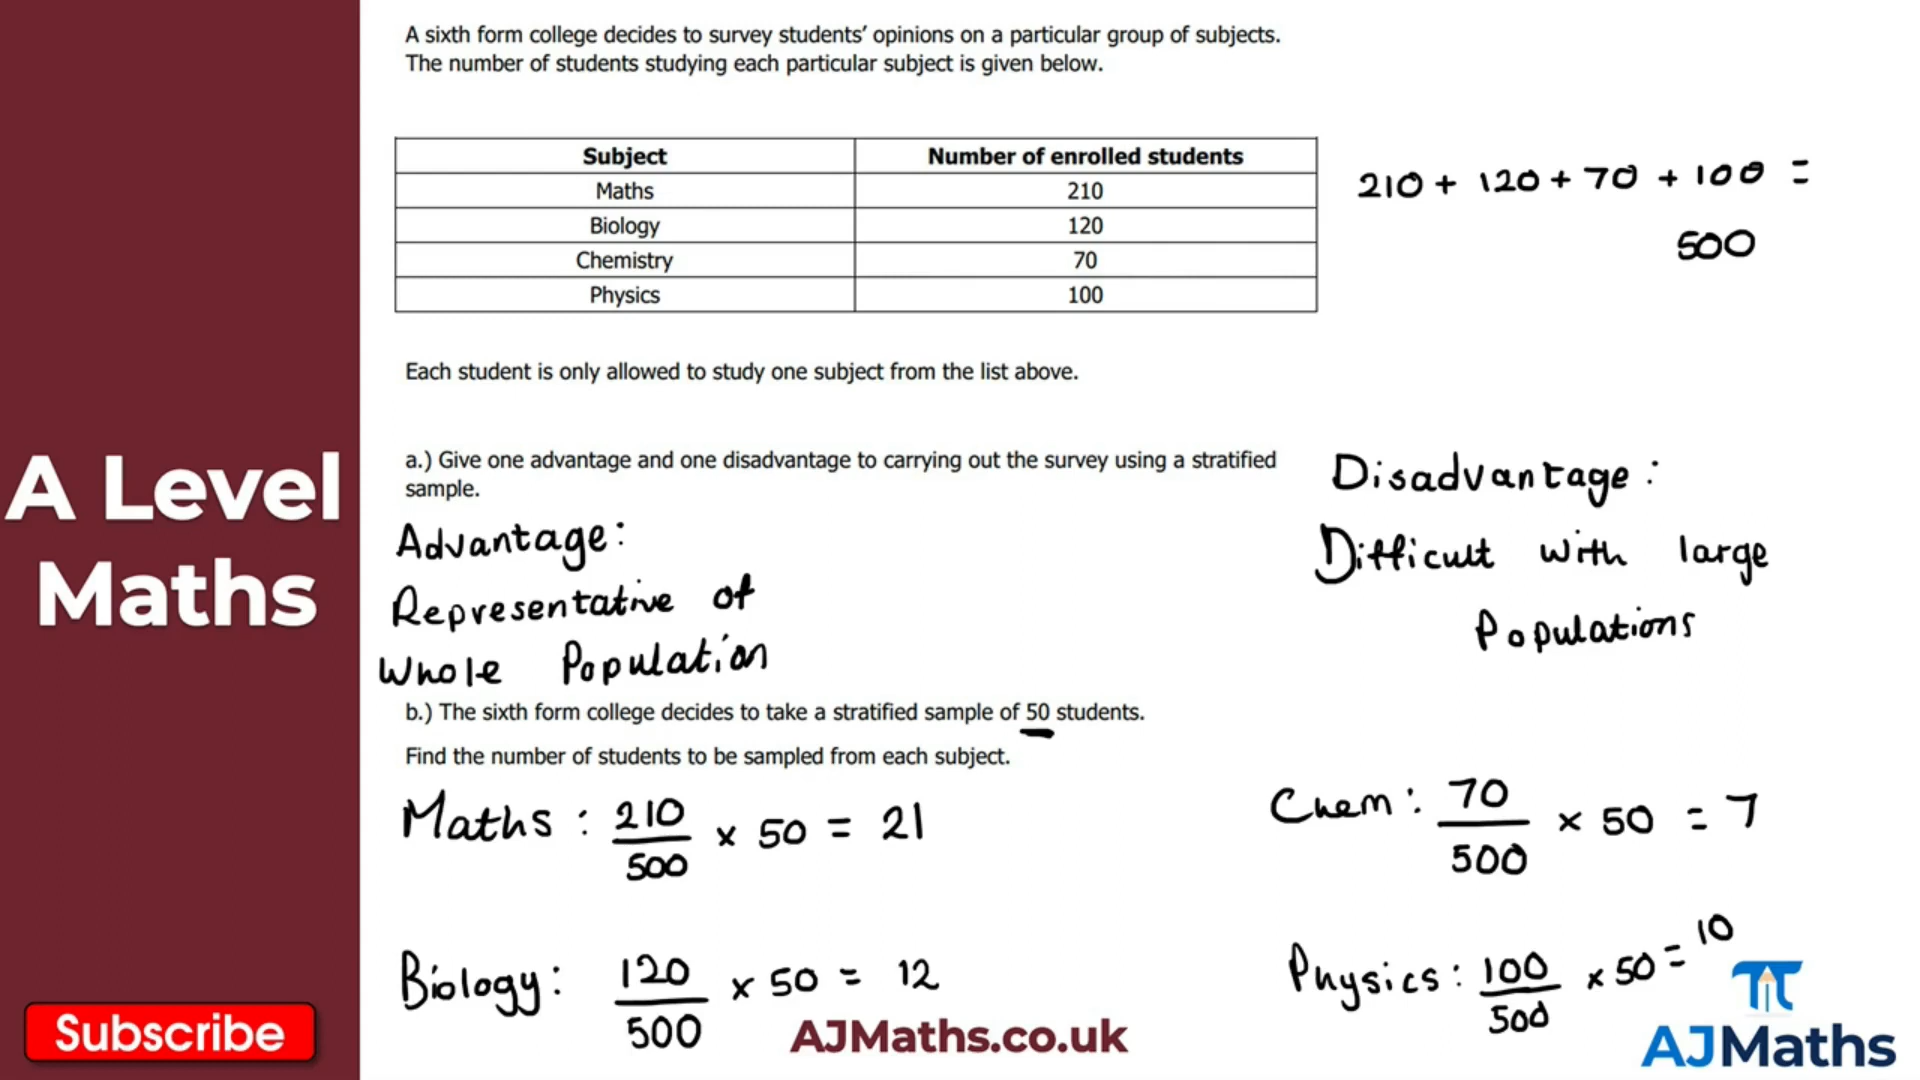 A sixth form college decides to survey students' opinions on a particular group of subjects.
The number of students studying each particular subject is given below.
Subject Number of enrolled students
Maths 210
Biology 120
Chemistry 70
Physics 100
210 + 120 + 70 + 100 =
500
Each student is only allowed to study one subject from the list above.
a.) Give one advantage and one disadvantage to carrying out the survey using a stratified
sample.
Advantage:
Representative of
Whole Population
Disadvantage:
Difficult with large
Populations
b.) The sixth form college decides to take a stratified sample of 50 students.
Find the number of students to be sampled from each subject.
Maths : 210/500 × 50 = 21
Chem : 70/500 × 50 = 7
Biology : 120/500 × 50 = 12
Physics : 100/500 × 50 = 10
A Level
Maths
Subscribe
AJMaths.co.uk
AJMaths